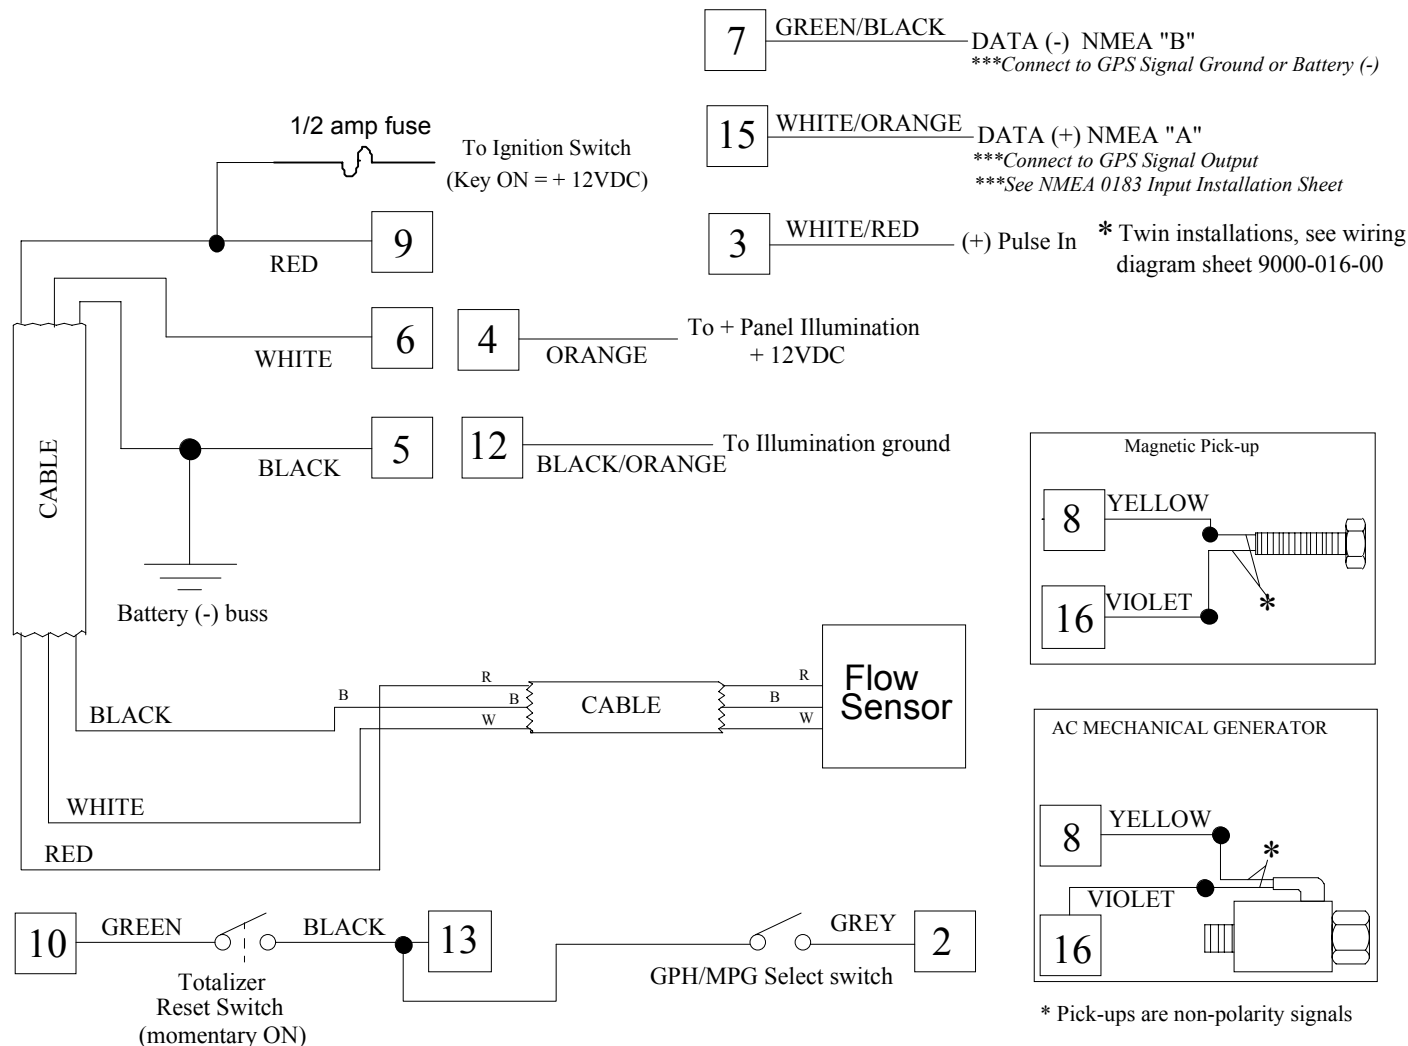 7 GREEN/BLACK DATA (-) NMEA "B"
***Connect to GPS Signal Ground or Battery (-)
15 WHITE/ORANGE DATA (+) NMEA "A"
***Connect to GPS Signal Output
***See NMEA 0183 Input Installation Sheet
3 WHITE/RED (+) Pulse In
* Twin installations, see wiring
diagram sheet 9000-016-00
1/2 amp fuse
To Ignition Switch
(Key ON = + 12VDC)
RED 9
WHITE 6
4 ORANGE
To + Panel Illumination
+ 12VDC
BLACK 5
12 BLACK/ORANGE To Illumination ground
CABLE
Battery (-) buss
BLACK B
WHITE
RED
R
B
W
CABLE
R
B
W
Flow
Sensor
10 GREEN BLACK 13
Totalizer
Reset Switch
(momentary ON)
GREY 2
GPH/MPG Select switch
Magnetic Pick-up
8 YELLOW
16 VIOLET
*
AC MECHANICAL GENERATOR
8 YELLOW
*
VIOLET
16
* Pick-ups are non-polarity signals